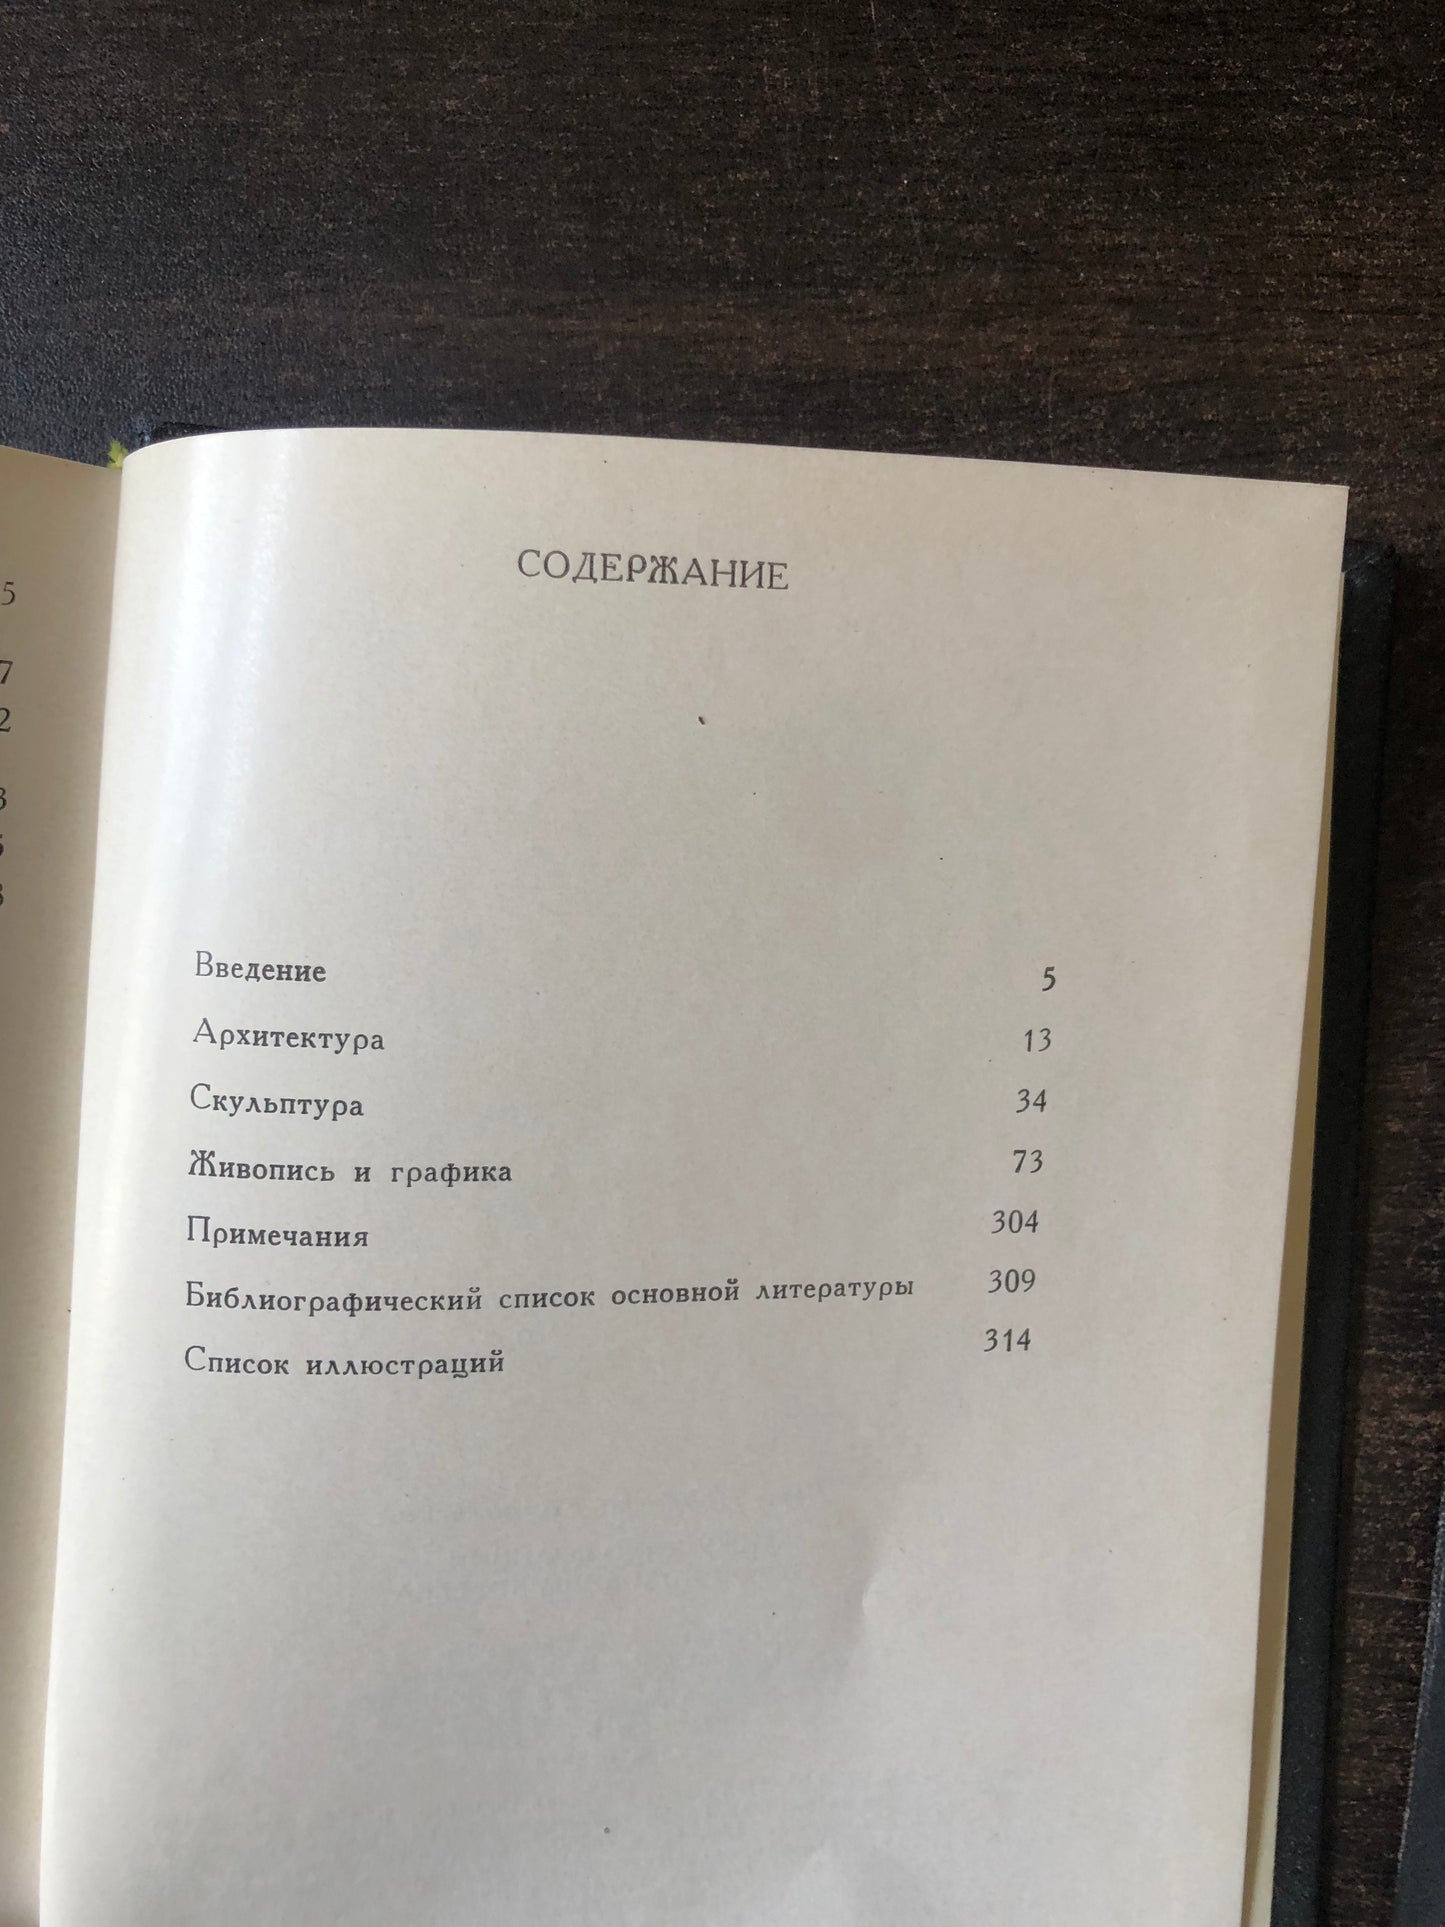 СОДЕРЖАНИЕ
Введение 5
Архитектура 13
Скульптура 34
Живопись и графика 73
Примечания 304
Библиографический список основной литературы 309
Список иллюстраций 314